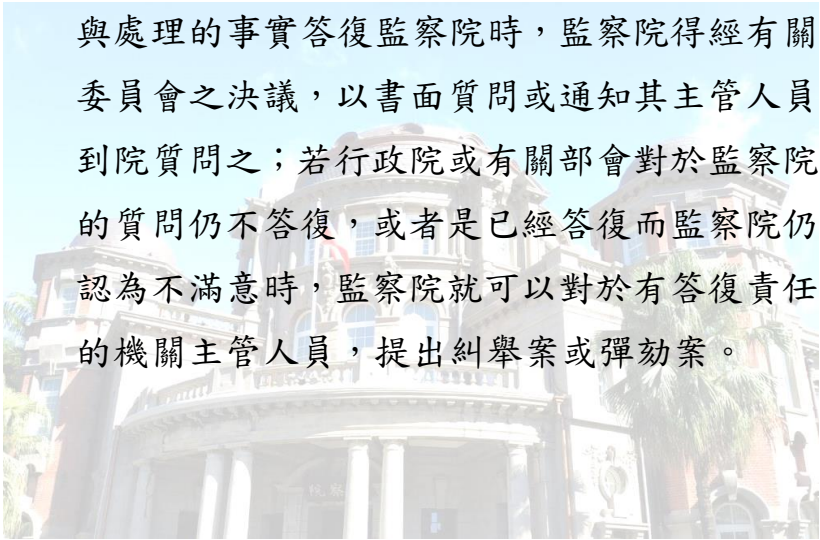 與處理的事實答復監察院時，監察院得經有關
委員會之決議，以書面質問或通知其主管人員
到院質問之；若行政院或有關部會對於監察院
的質問仍不答復，或者是已經答復而監察院仍
認為不滿意時，監察院就可以對於有答復責任
的機關主管人員，提出糾舉案或彈劾案。
院察